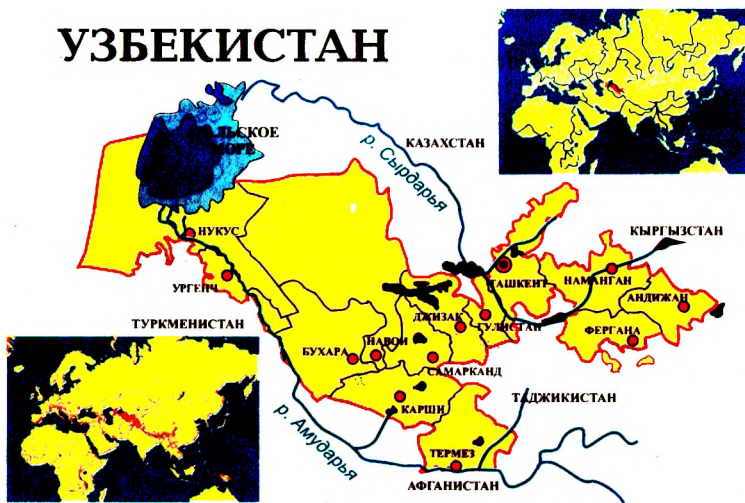 УЗБЕКИСТАН
КАЗАХСТАН
р. Сырдарья
КЫРГЫЗСТАН
НУКУС
ТАШКЕНТ
НАМАНГАН
УРГЕНЧ
АНДИЖАН
ТУРКМЕНИСТАН
ДЖИЗАК
ГУЛИСТАН
ФЕРГАНА
БУХАРА
НАВОИ
САМАРКАНД
КАРШИ
ТАДЖИКИСТАН
р. Амударья
ТЕРМЕЗ
АФГАНИСТАН